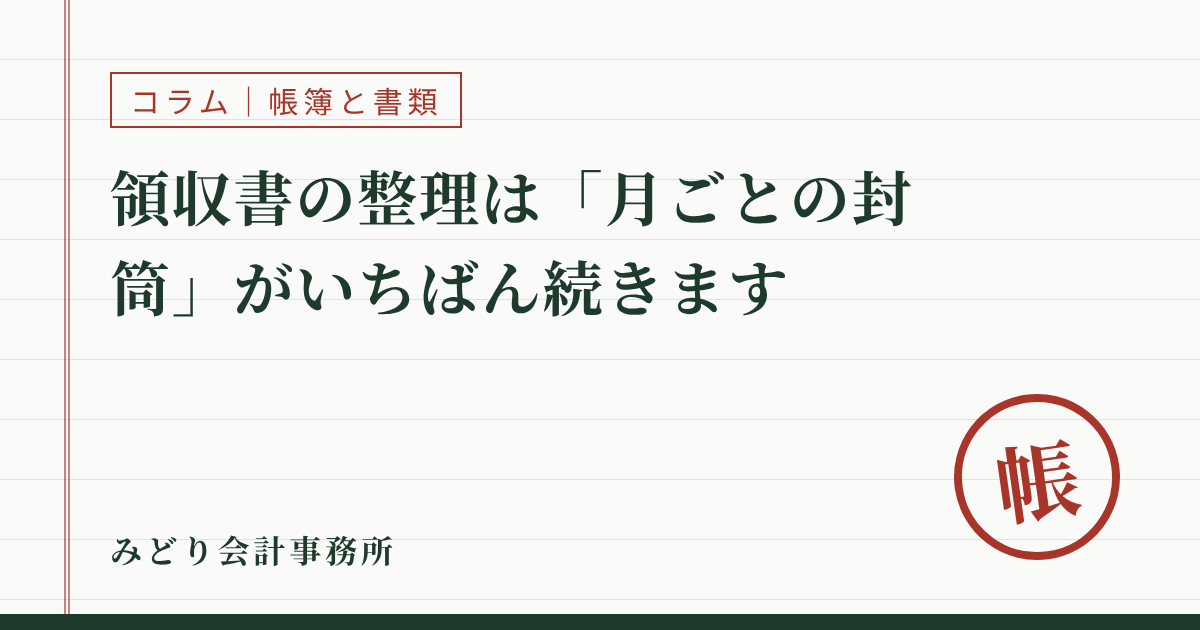 コラム｜帳簿と書類
領収書の整理は「月ごとの封
筒」がいちばん続きます
帳
みどり会計事務所